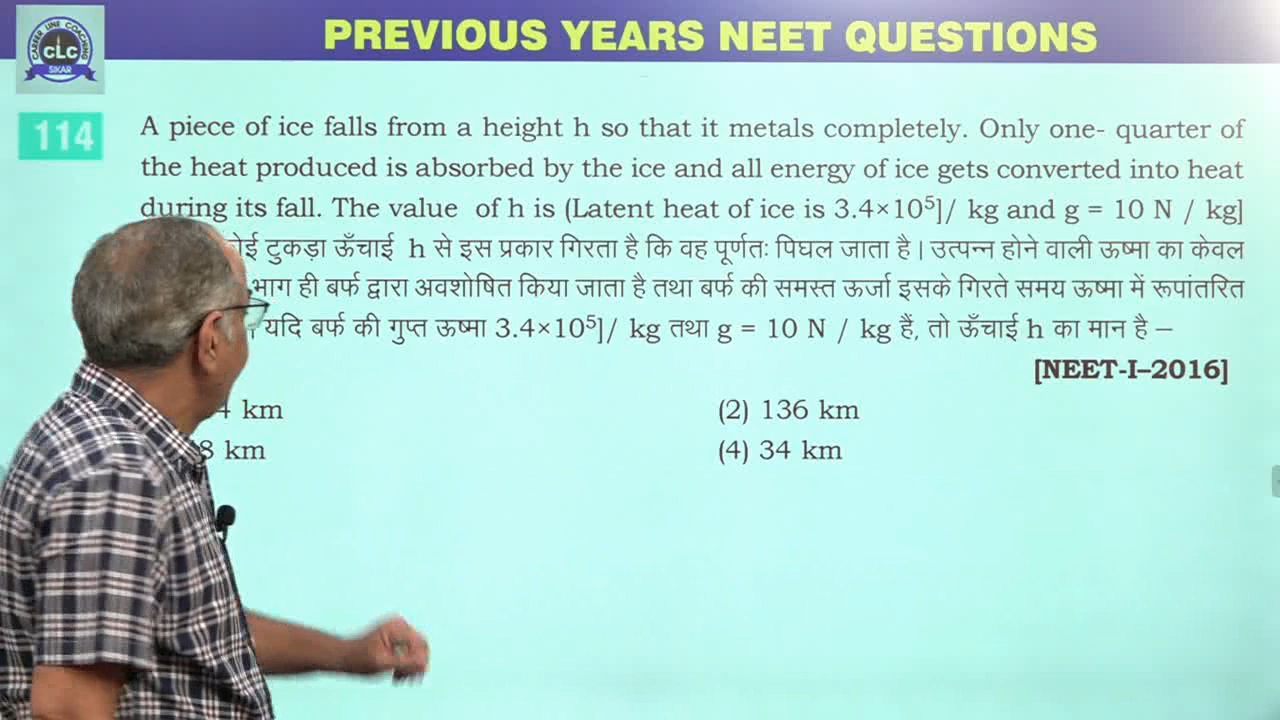 PREVIOUS YEARS NEET QUESTIONS
CAREER LINE COACHING
CLC
SIKAR
114
A piece of ice falls from a height h so that it metals completely. Only one- quarter of
the heat produced is absorbed by the ice and all energy of ice gets converted into heat
during its fall. The value of h is (Latent heat of ice is 3.4×10⁵]/ kg and g = 10 N / kg]
टुकड़ा ऊँचाई h से इस प्रकार गिरता है कि वह पूर्णतः पिघल जाता है। उत्पन्न होने वाली ऊष्मा का केवल
भाग ही बर्फ द्वारा अवशोषित किया जाता है तथा बर्फ की समस्त ऊर्जा इसके गिरते समय ऊष्मा में रूपांतरित
यदि बर्फ की गुप्त ऊष्मा 3.4×10⁵]/ kg तथा g = 10 N / kg हैं, तो ऊँचाई h का मान है –
[NEET-I–2016]
km (2) 136 km
km (4) 34 km